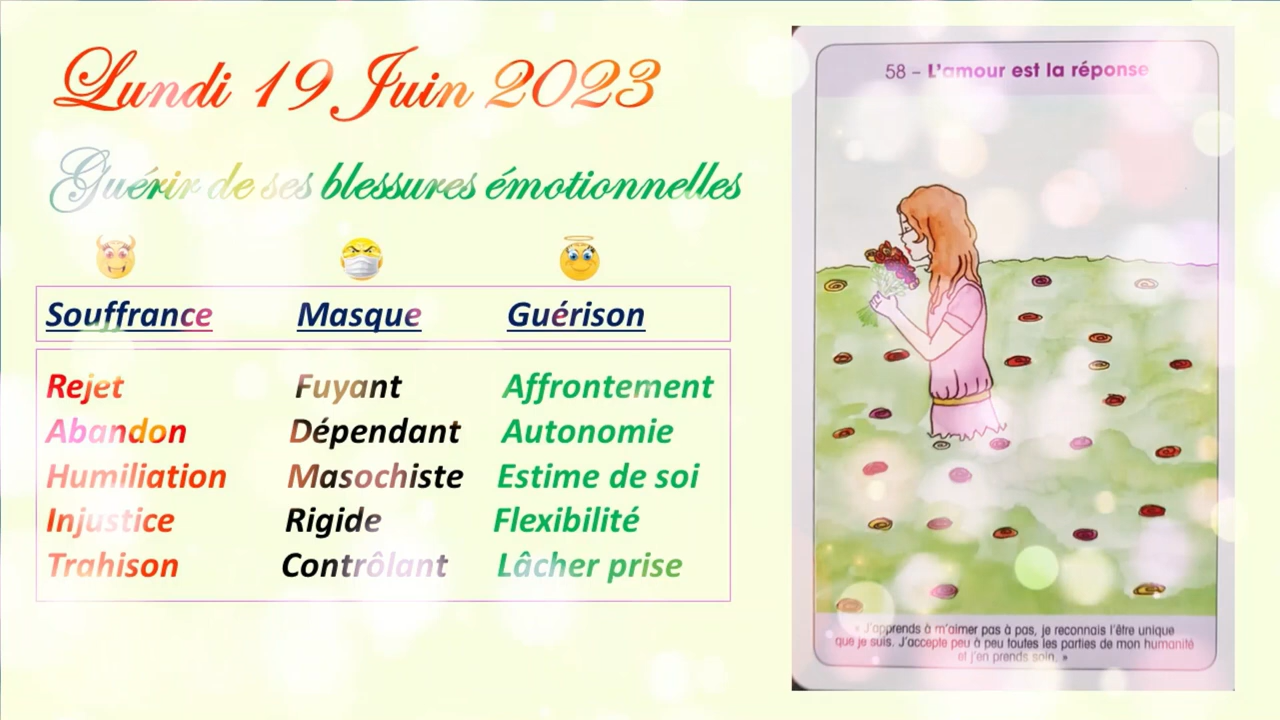 Lundi 19 Juin 2023
Guérir de ses blessures émotionnelles
Souffrance Masque Guérison
Rejet Fuyant Affrontement
Abandon Dépendant Autonomie
Humiliation Masochiste Estime de soi
Injustice Rigide Flexibilité
Trahison Contrôlant Lâcher prise
58 – L'amour est la réponse
« J'apprends à m'aimer pas à pas, je reconnais l'être unique
que je suis. J'accepte peu à peu toutes les parties de mon humanité
et j'en prends soin. »